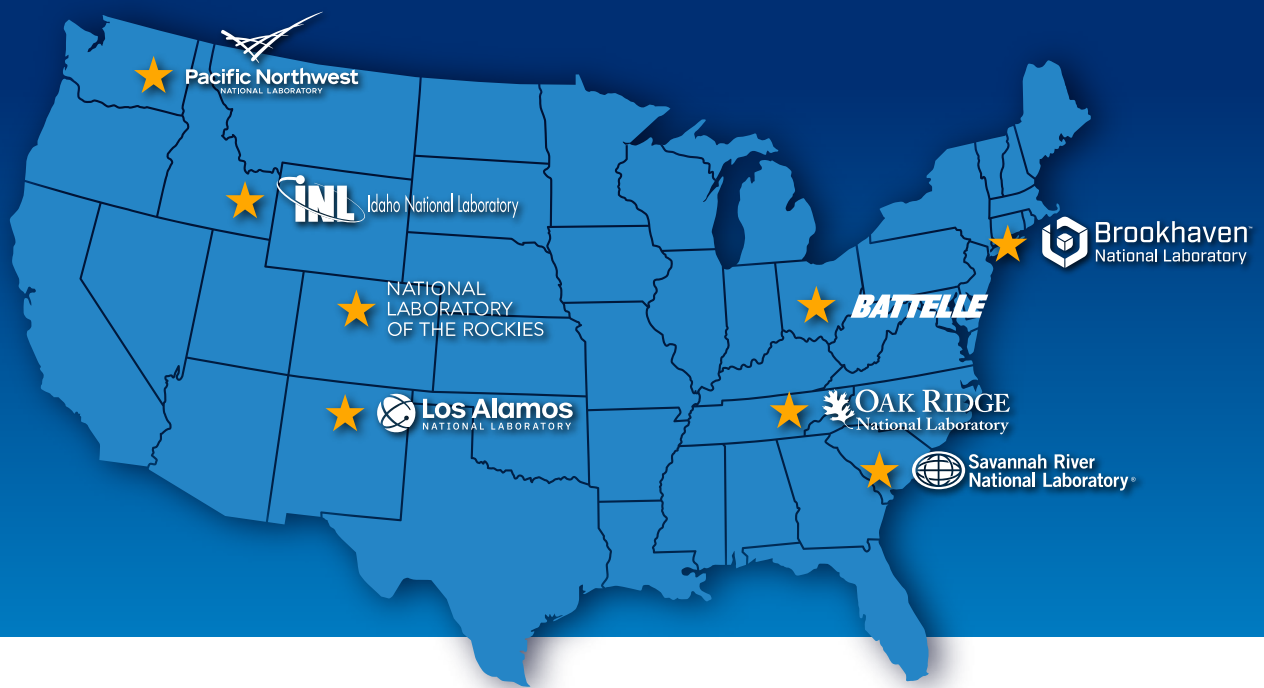 Pacific Northwest
NATIONAL LABORATORY
INL Idaho National Laboratory
Brookhaven™
National Laboratory
NATIONAL
LABORATORY
OF THE ROCKIES
BATTELLE
Los Alamos
NATIONAL LABORATORY
OAK RIDGE
National Laboratory
Savannah River
National Laboratory®